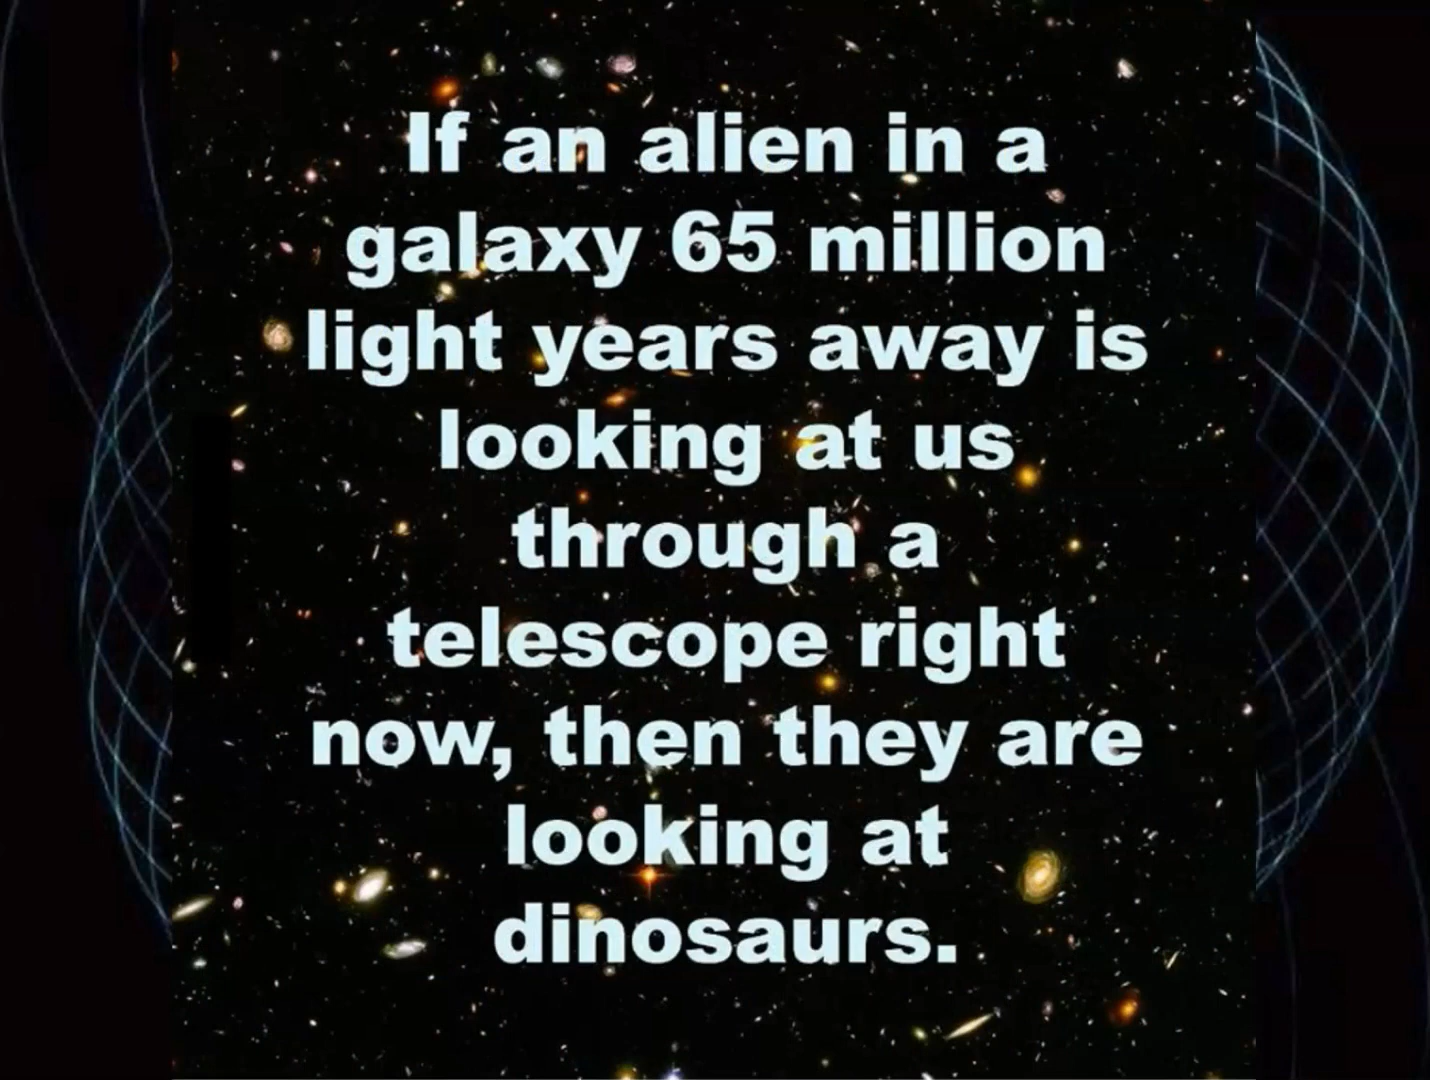 If an alien in a
galaxy 65 million
light years away is
looking at us
through a
telescope right
now, then they are
looking at
dinosaurs.